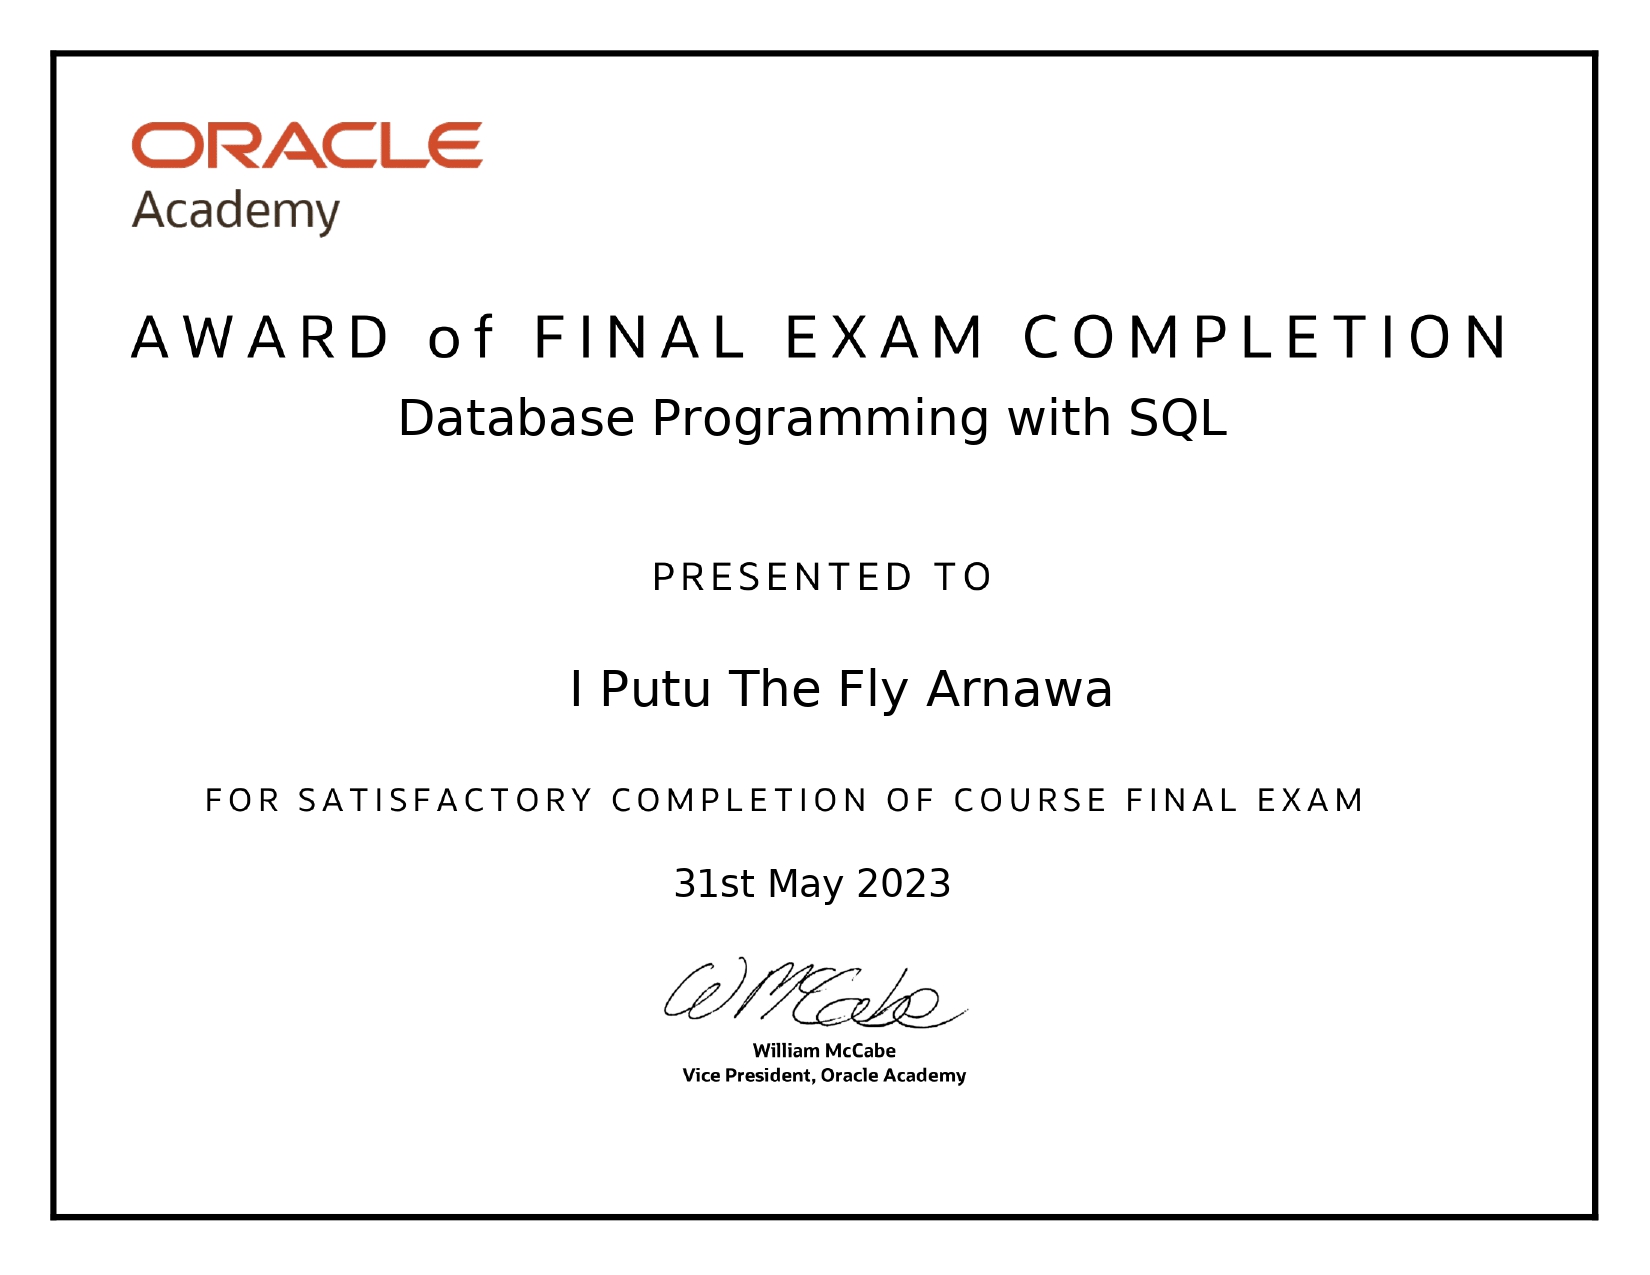 ORACLE
Academy
AWARD of FINAL EXAM COMPLETION
Database Programming with SQL
PRESENTED TO
I Putu The Fly Arnawa
FOR SATISFACTORY COMPLETION OF COURSE FINAL EXAM
31st May 2023
W McCabe
William McCabe
Vice President, Oracle Academy